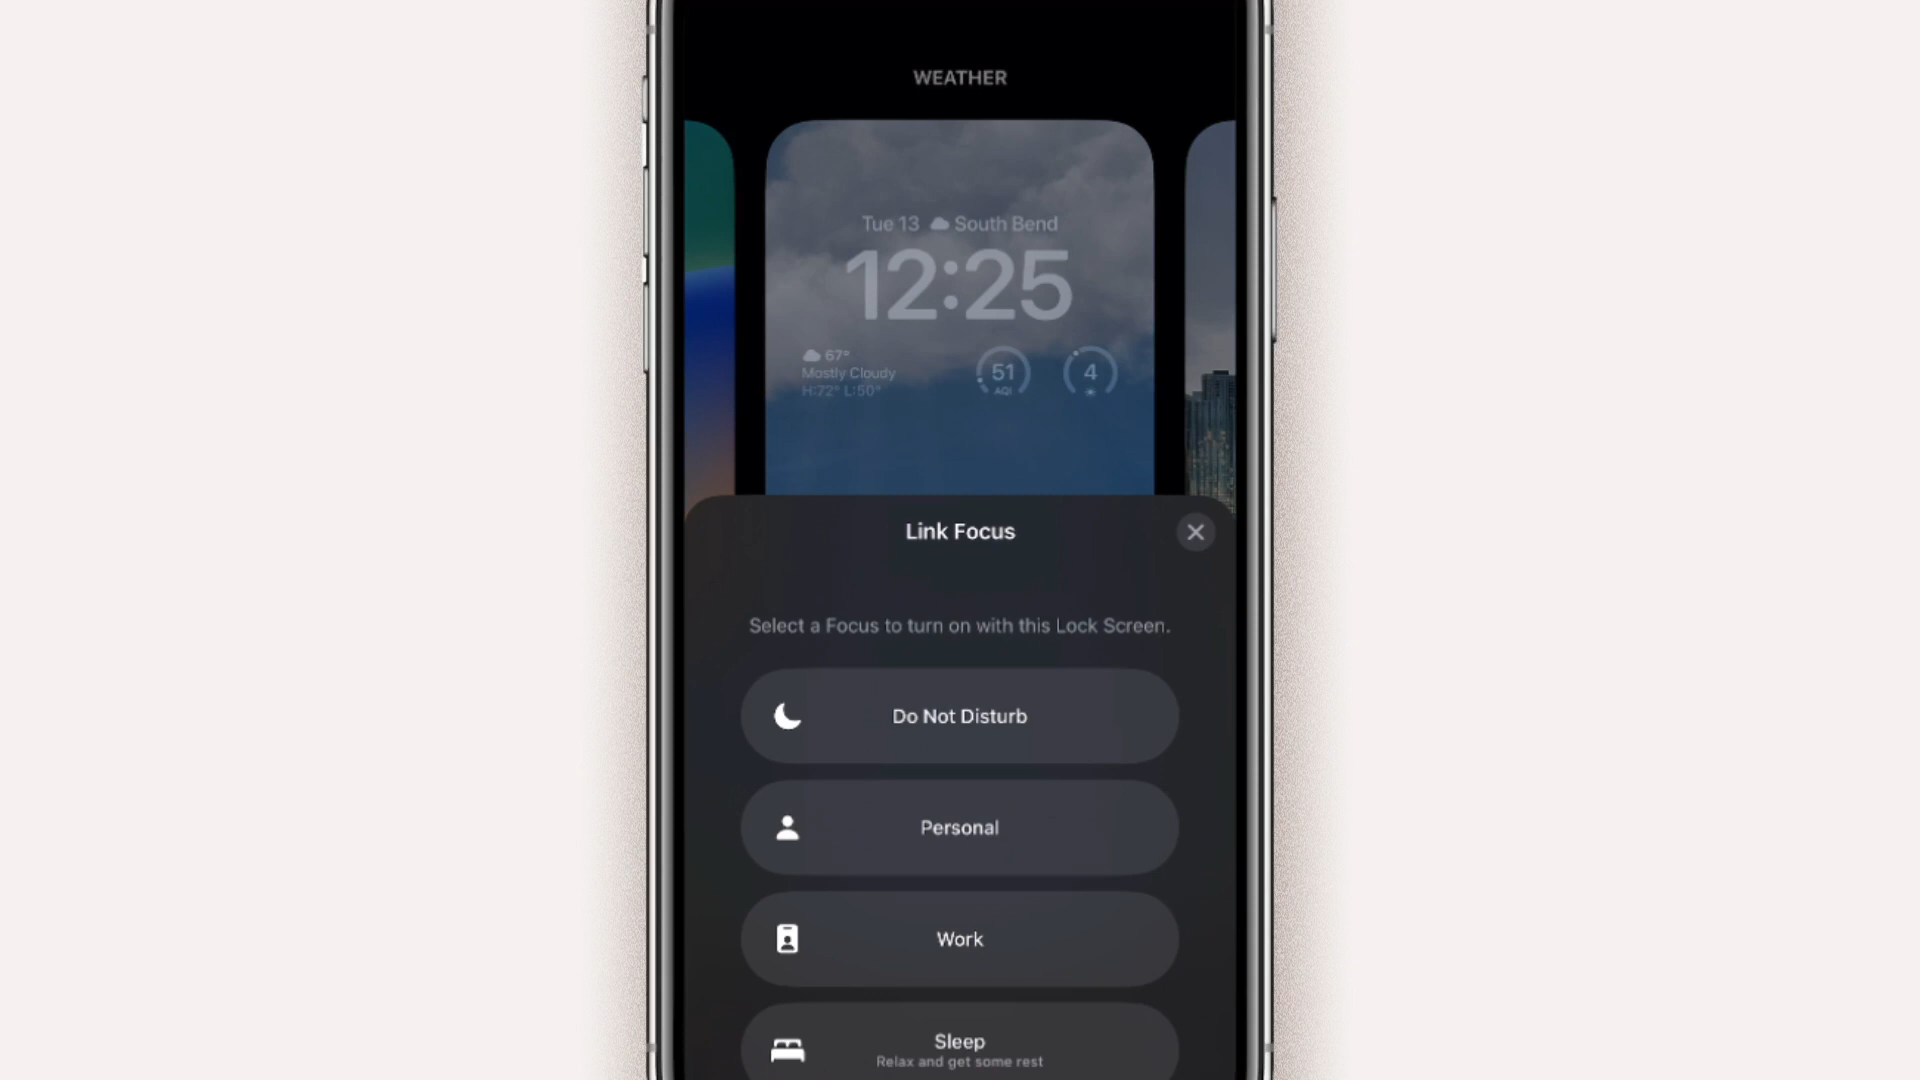 WEATHER
Tue 13 South Bend
12:25
67°
Mostly Cloudy
H:72° L:50°
51
AQI
4
Link Focus
Select a Focus to turn on with this Lock Screen.
Do Not Disturb
Personal
Work
Sleep
Relax and get some rest